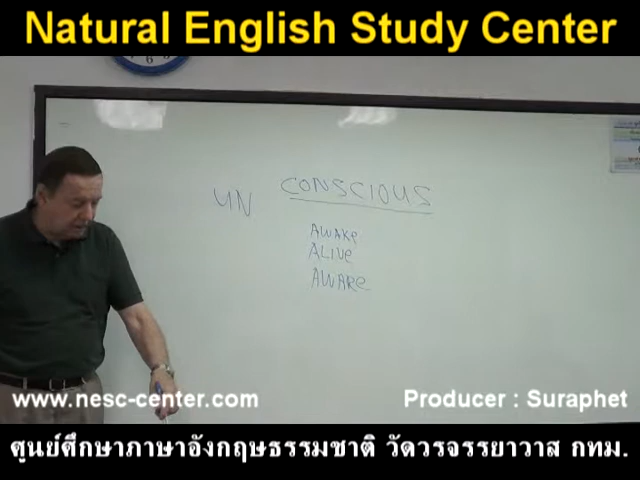 Natural English Study Center
UN CONSCIOUS
AWAKE
ALIVE
AWARE
www.nesc-center.com
Producer : Suraphet
ศูนย์ศึกษาภาษาอังกฤษธรรมชาติ วัดวรจรรยาวาส กทม.